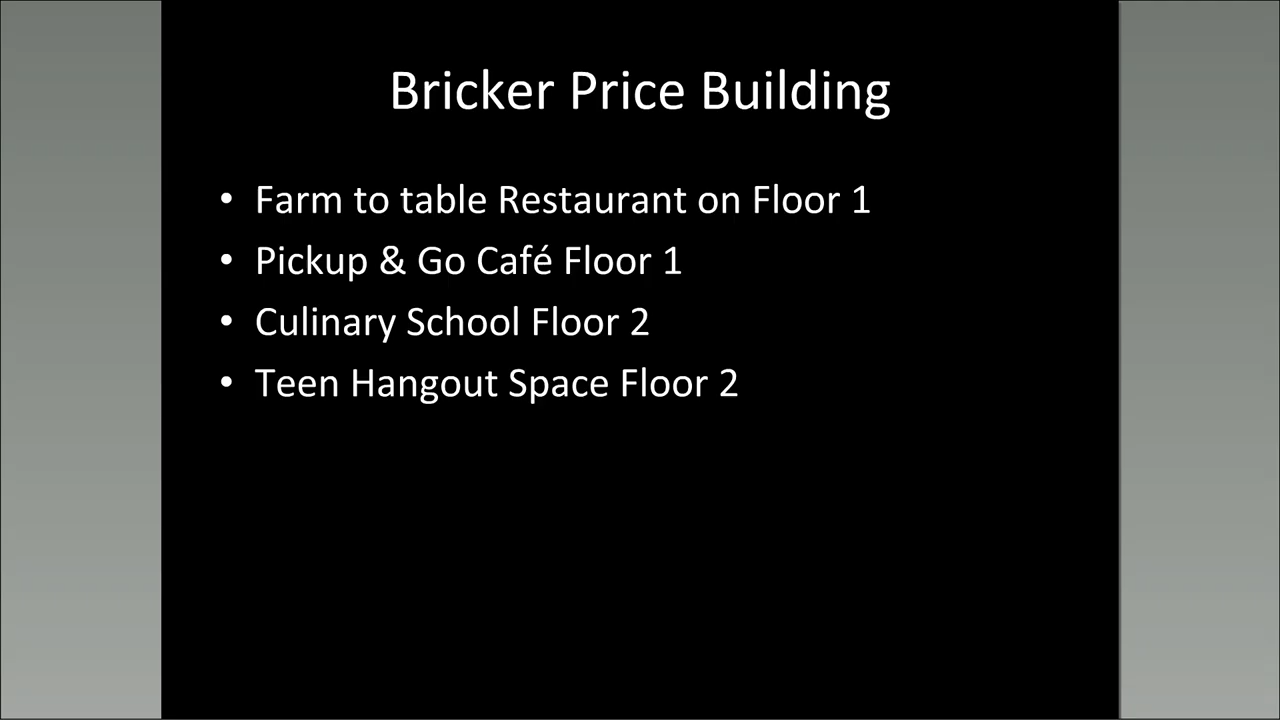 Bricker Price Building
• Farm to table Restaurant on Floor 1
• Pickup & Go Café Floor 1
• Culinary School Floor 2
• Teen Hangout Space Floor 2